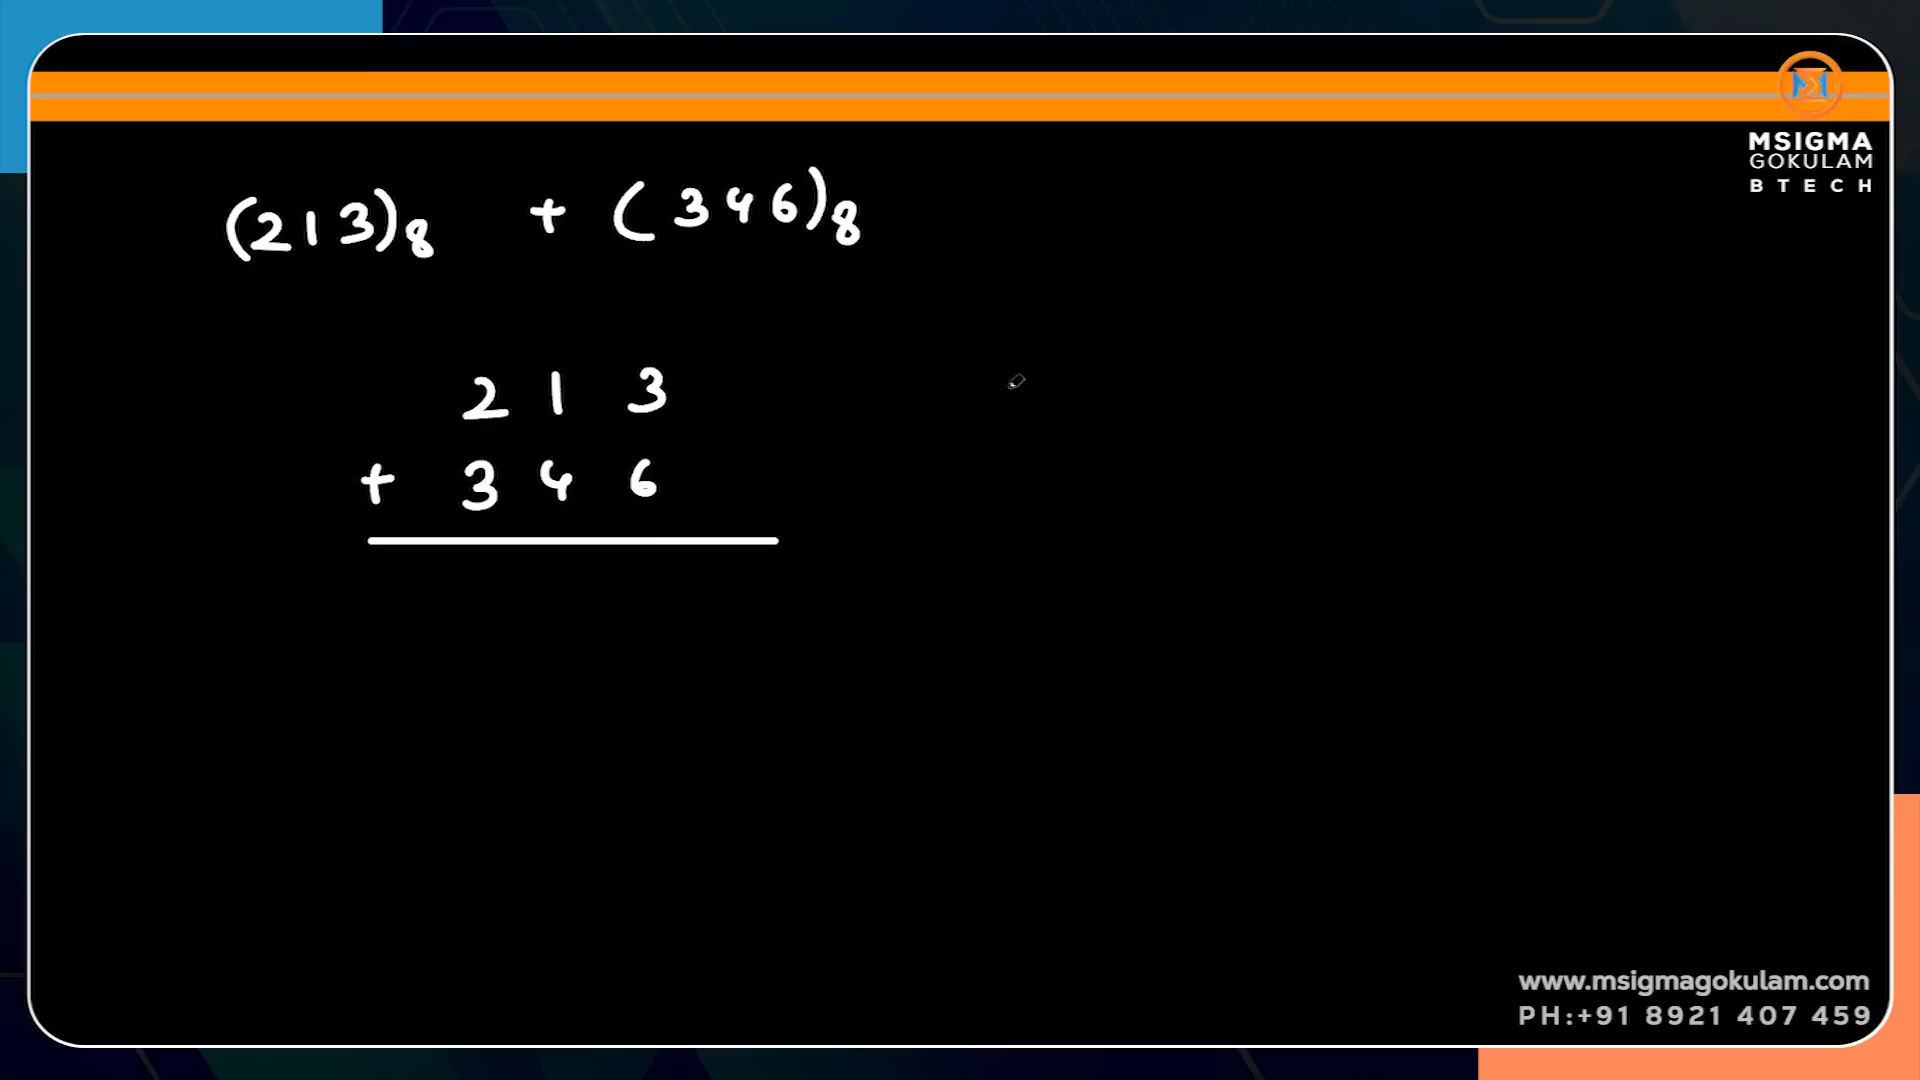 MSIGMA
GOKULAM
BTECH
(213)₈ + (346)₈
2 1 3
+ 3 4 6
www.msigmagokulam.com
PH:+91 8921 407 459